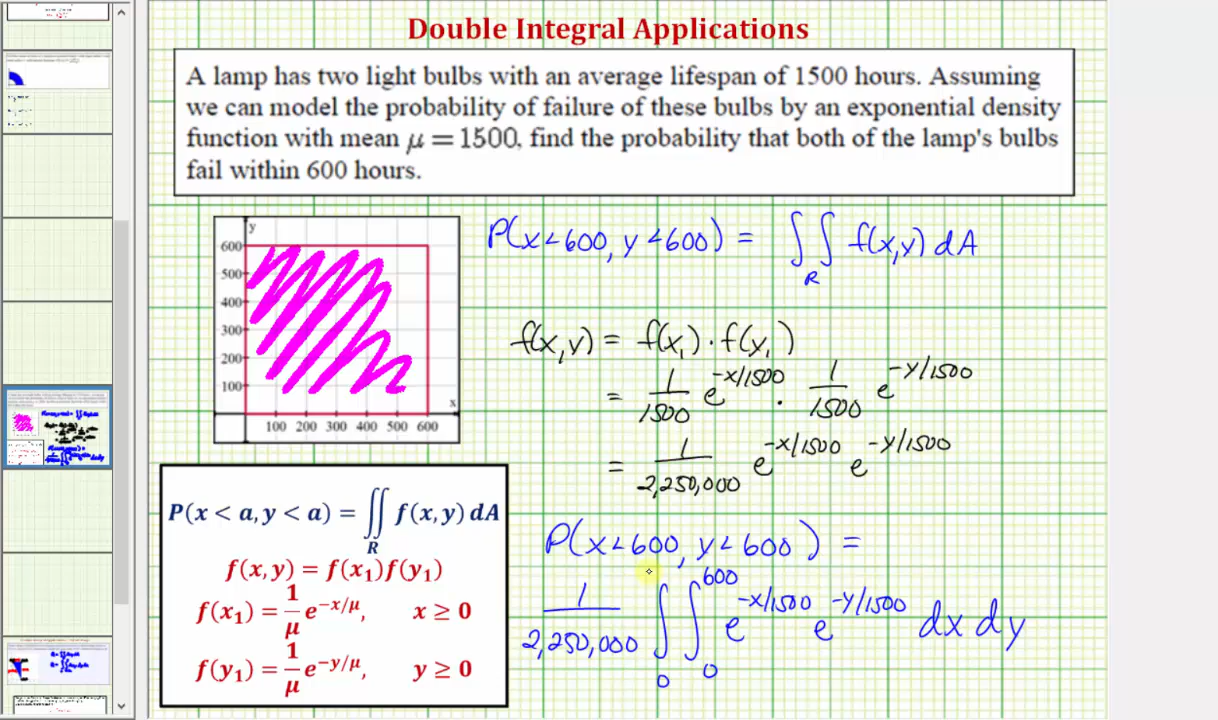 Double Integral Applications
A lamp has two light bulbs with an average lifespan of 1500 hours. Assuming
we can model the probability of failure of these bulbs by an exponential density
function with mean μ = 1500, find the probability that both of the lamp's bulbs
fail within 600 hours.
y
600
500
400
300
200
100
x
100 200 300 400 500 600
P(x<600, y<600) = ∫∫_R f(x,y) dA
f(x,y) = f(x₁) · f(y₁)
= 1/1500 e^(-x/1500) · 1/1500 e^(-y/1500)
= 1/2,250,000 e^(-x/1500) e^(-y/1500)
P(x < a, y < a) = ∬_R f(x, y) dA
f(x, y) = f(x₁)f(y₁)
f(x₁) = 1/μ e^(−x/μ), x ≥ 0
f(y₁) = 1/μ e^(−y/μ), y ≥ 0
P(x<600, y<600) =
1/2,250,000 ∫_0 ∫_0^600 e^(-x/1500) e^(-y/1500) dx dy